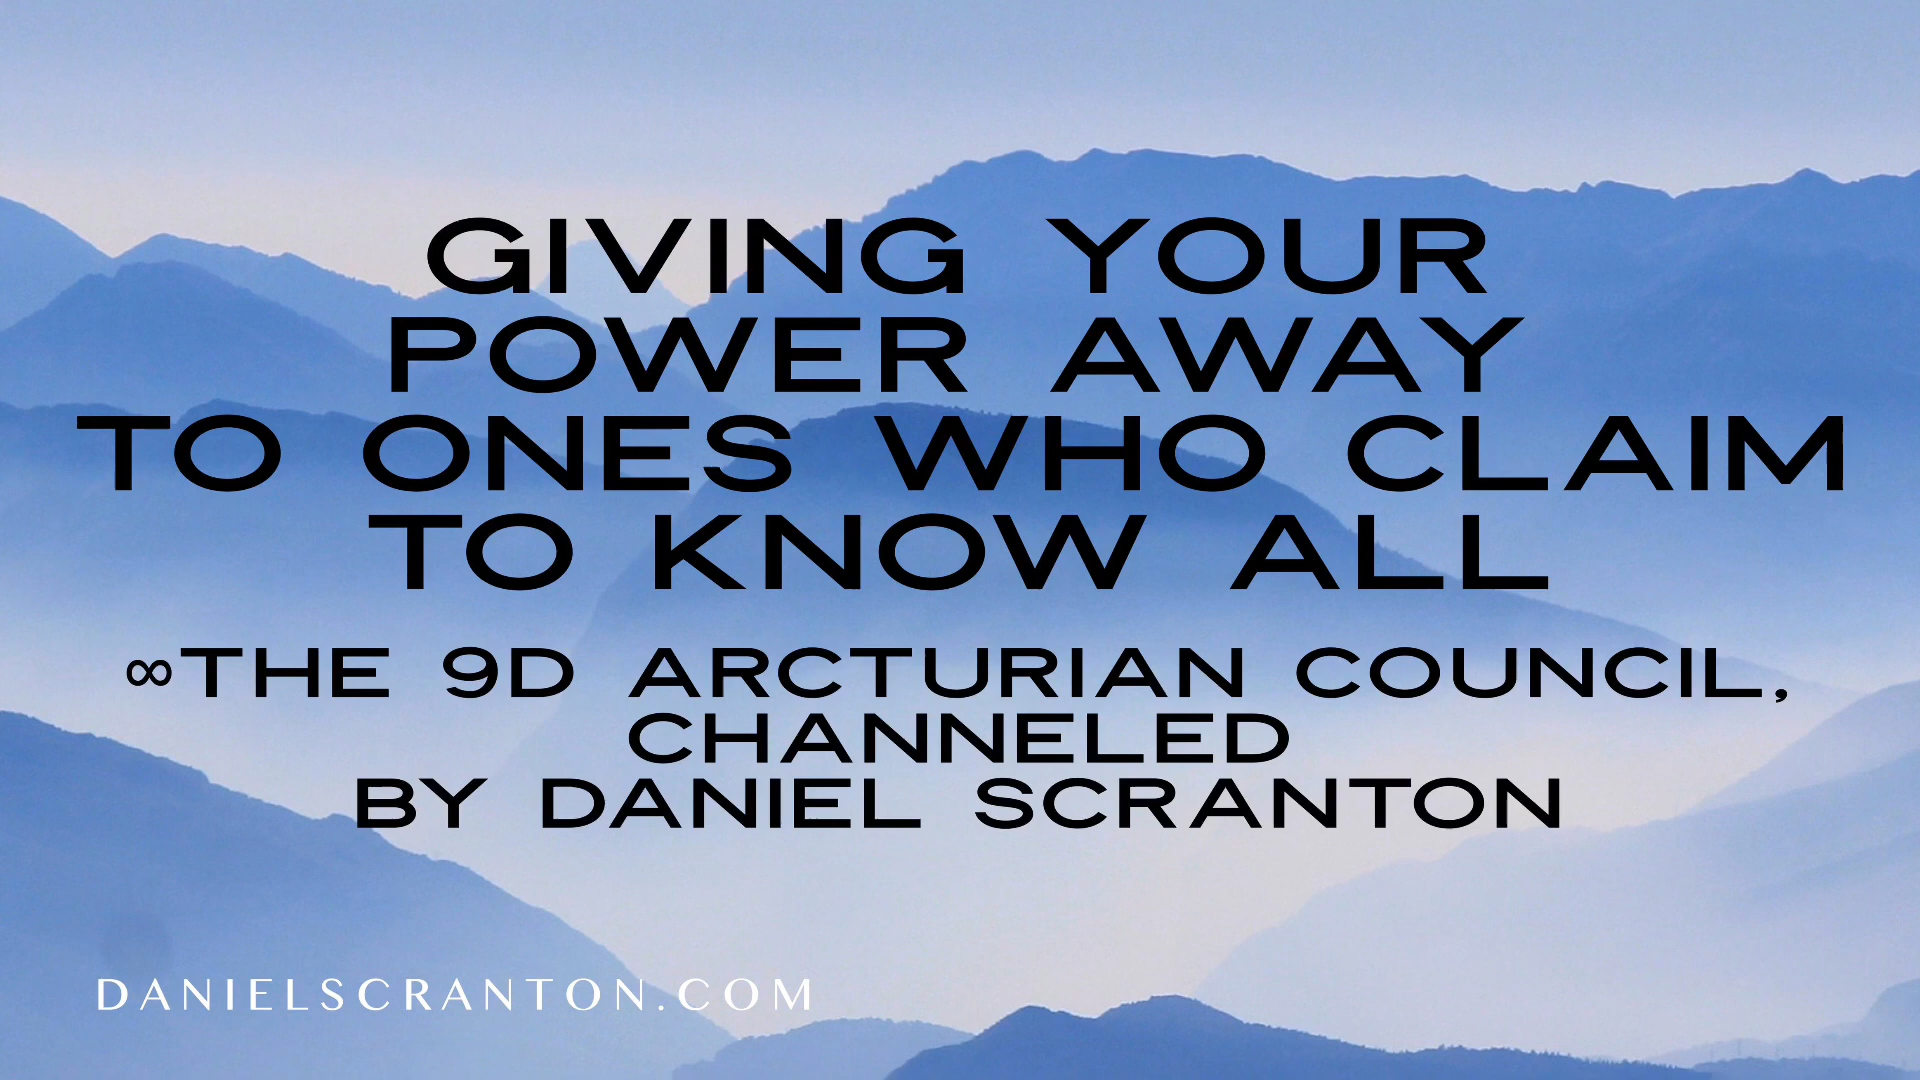 GIVING YOUR
POWER AWAY
TO ONES WHO CLAIM
TO KNOW ALL
∞THE 9D ARCTURIAN COUNCIL,
CHANNELED
BY DANIEL SCRANTON
DANIELSCRANTON.COM